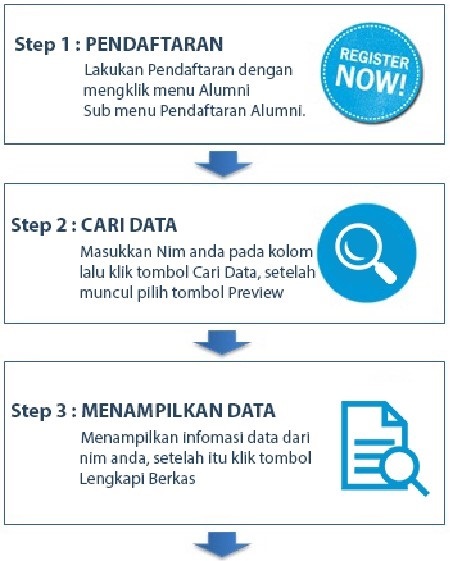 Step 1 : PENDAFTARAN
Lakukan Pendaftaran dengan
mengklik menu Alumni
Sub menu Pendaftaran Alumni.
REGISTER
NOW!
Step 2 : CARI DATA
Masukkan Nim anda pada kolom
lalu klik tombol Cari Data, setelah
muncul pilih tombol Preview
Step 3 : MENAMPILKAN DATA
Menampilkan infomasi data dari
nim anda, setelah itu klik tombol
Lengkapi Berkas